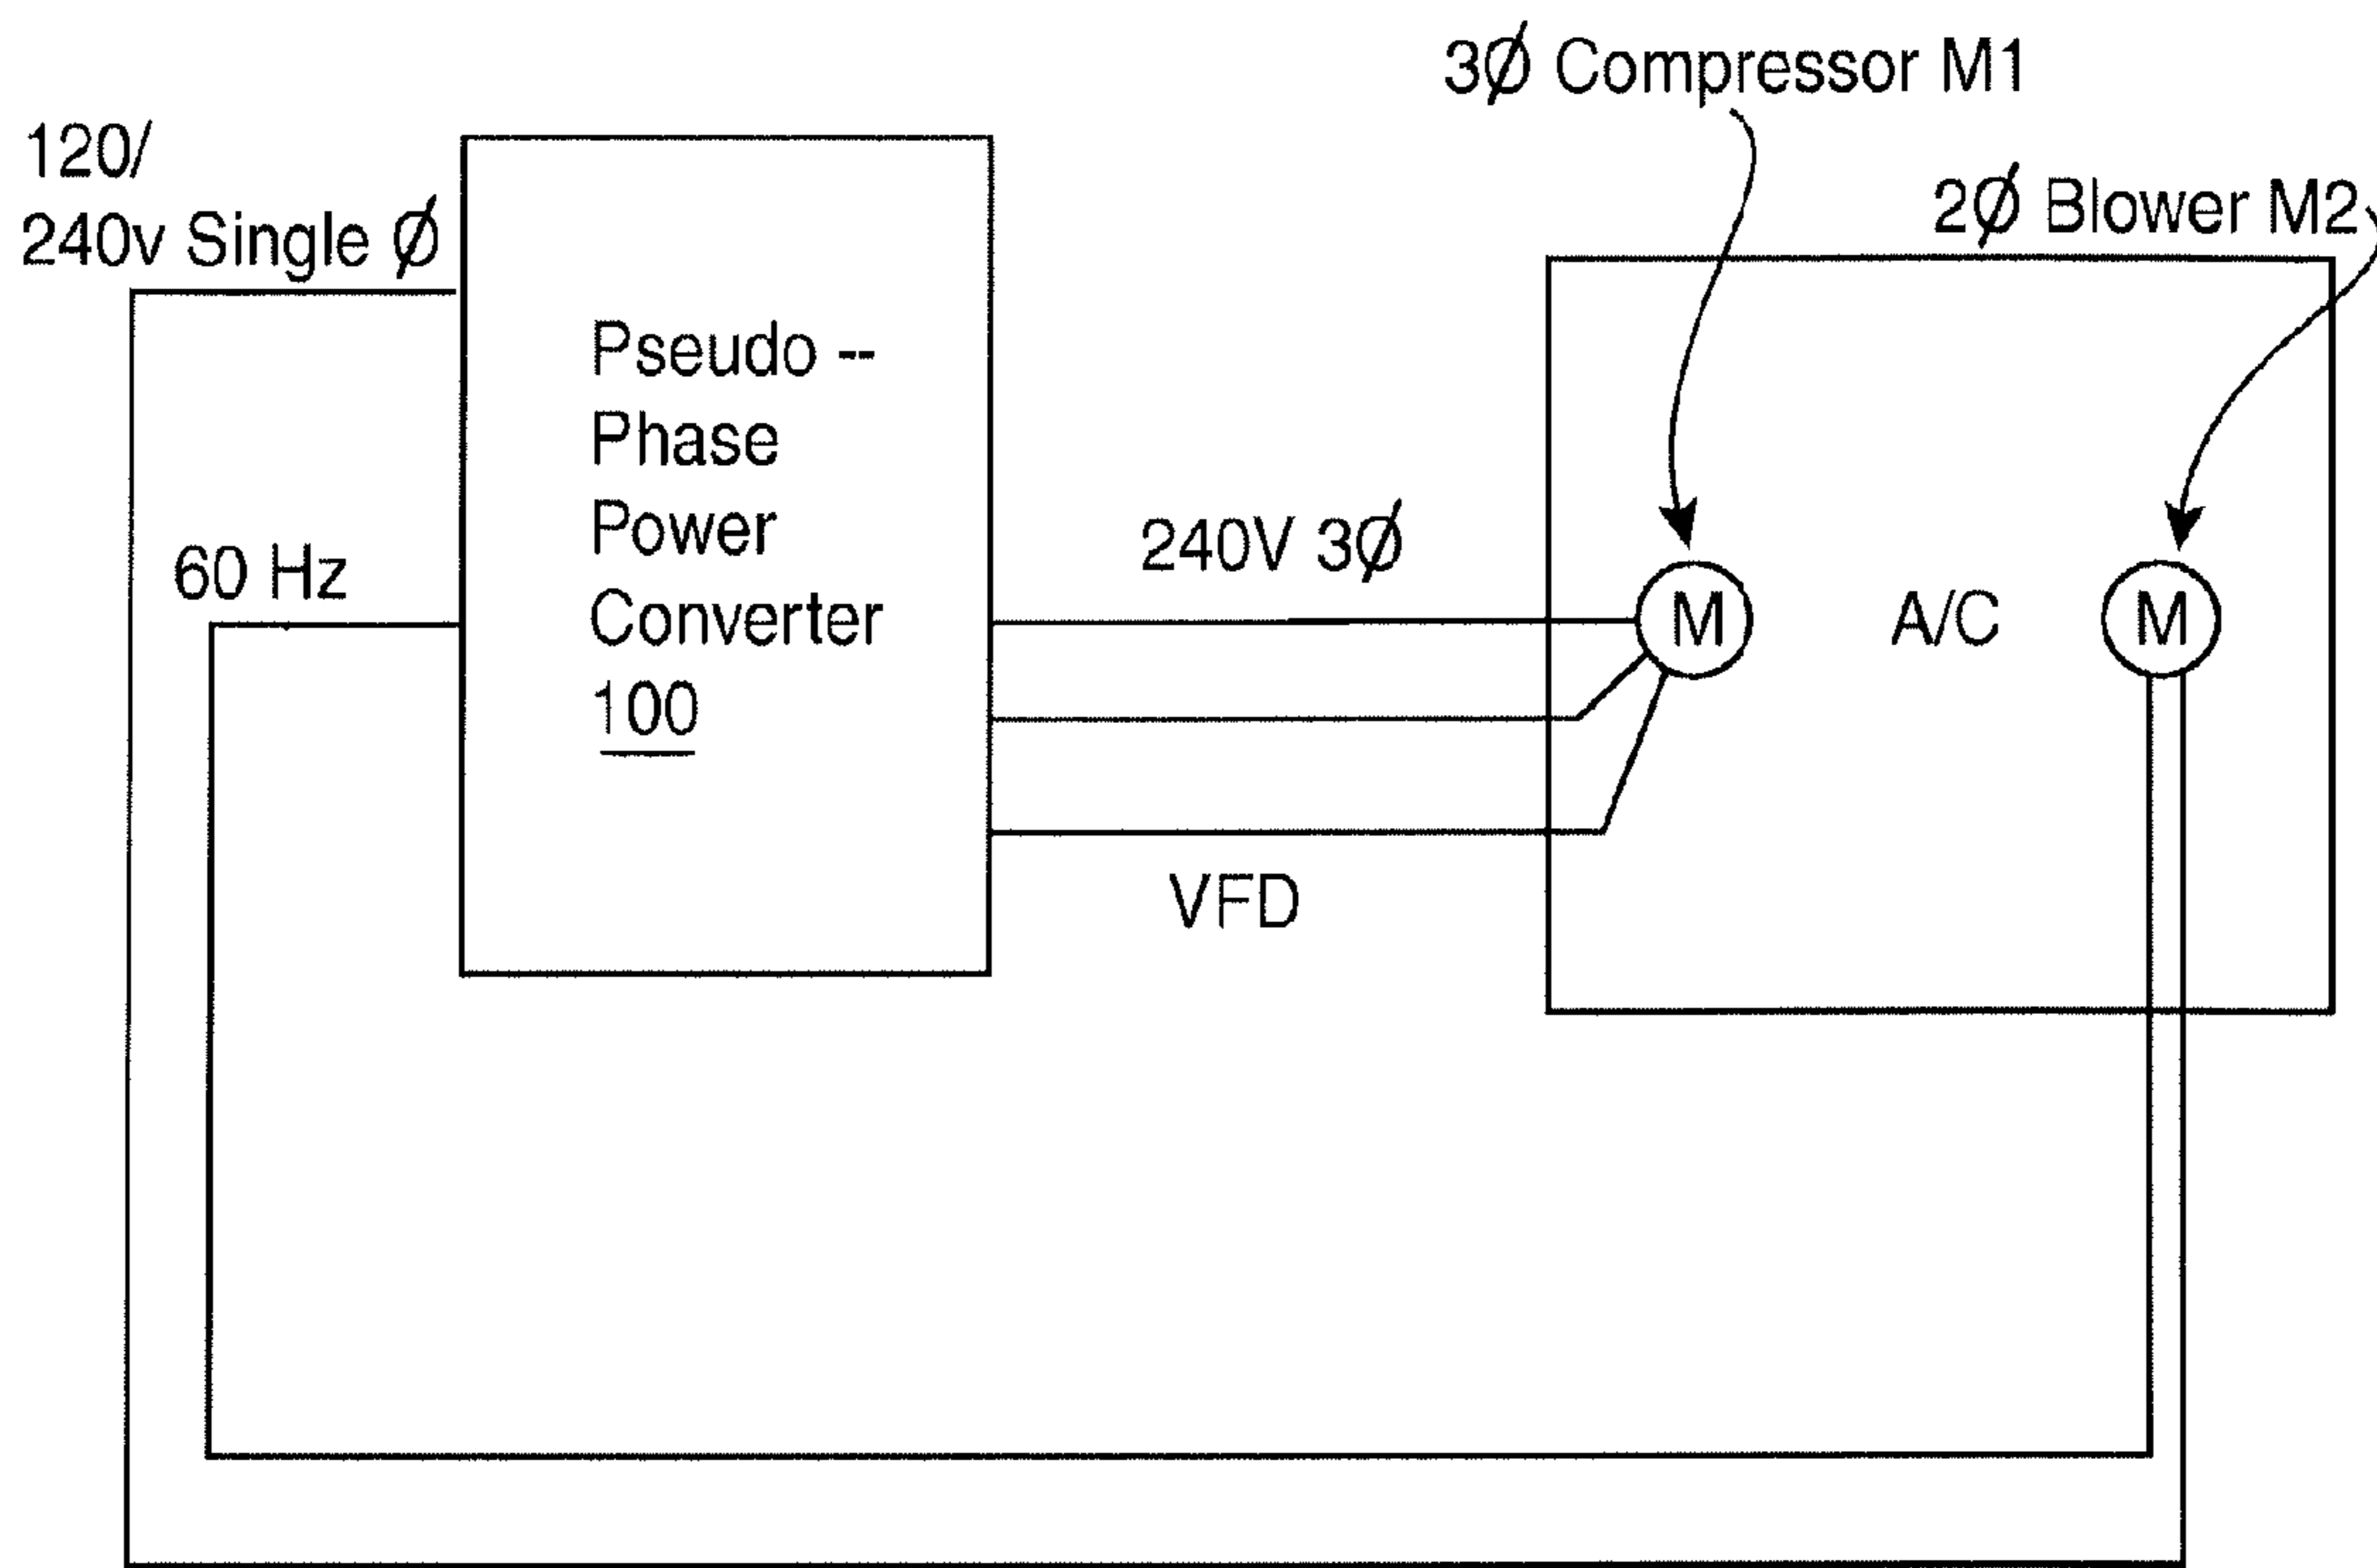 3Ø Compressor M1
120/
240v Single Ø
2Ø Blower M2
Pseudo --
Phase
Power
Converter
100
60 Hz
240V 3Ø
M
A/C
M
VFD